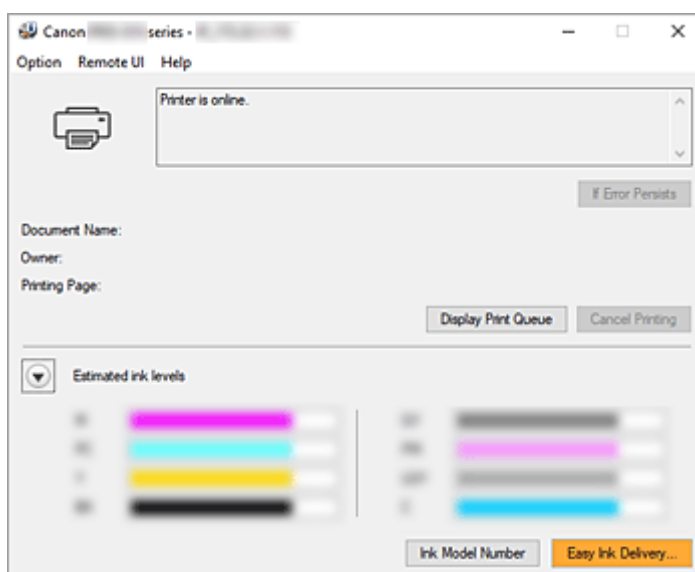 Canon series -
Option Remote UI Help
Printer is online.
If Error Persists
Document Name:
Owner:
Printing Page:
Display Print Queue Cancel Printing
Estimated ink levels
Ink Model Number Easy Ink Delivery...